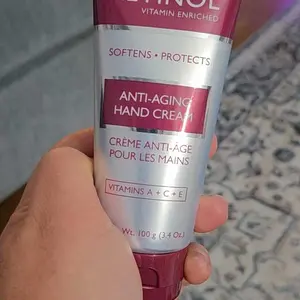 VITAMIN ENRICHED
SOFTENS • PROTECTS
ANTI-AGING
HAND CREAM
CRÈME ANTI-ÂGE
POUR LES MAINS
VITAMINS A • C • E
Wt. 100 g (3.4 Oz.)